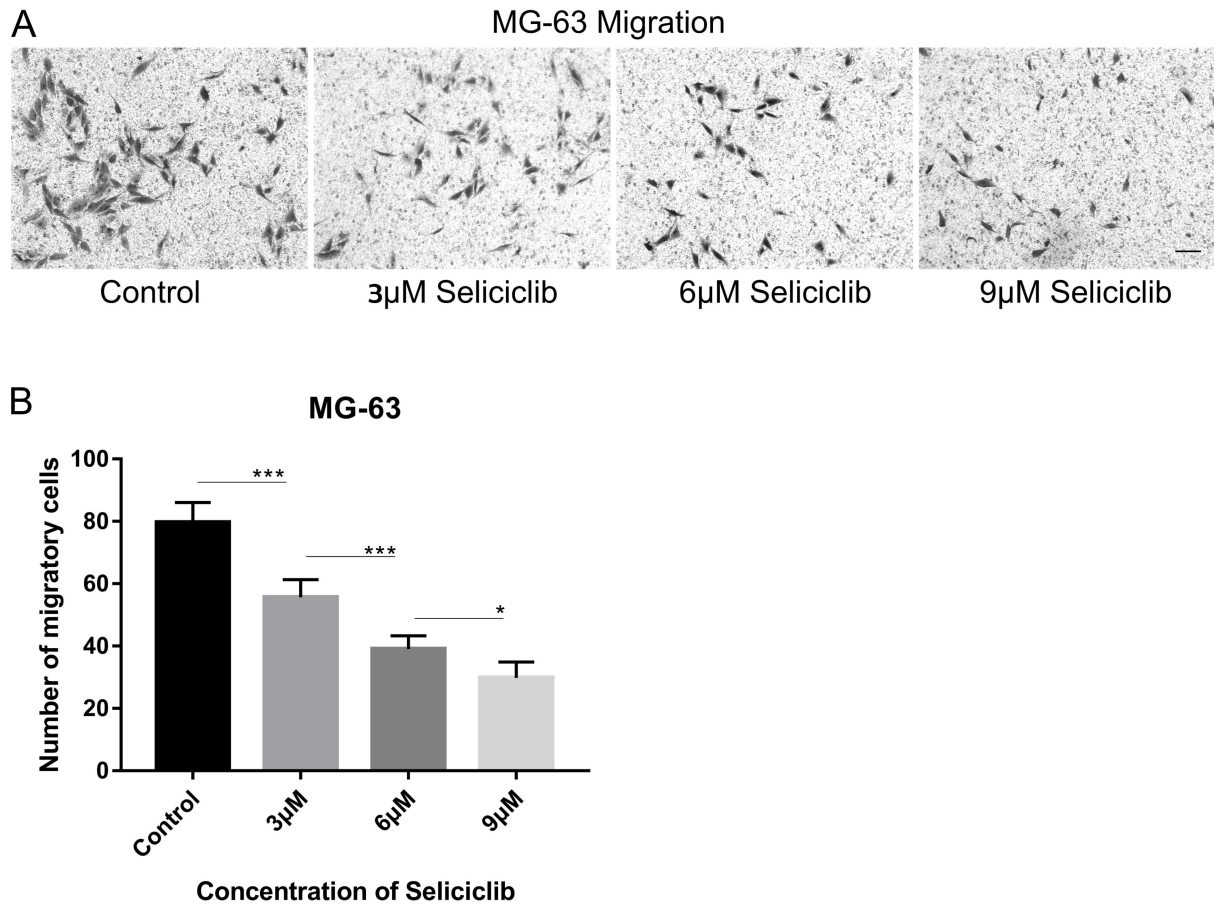 A
MG-63 Migration
Control
3µM Seliciclib
6µM Seliciclib
9µM Seliciclib
B
MG-63
Number of migratory cells
100
80
60
40
20
0
***
***
*
Control
3µM
6µM
9µM
Concentration of Seliciclib